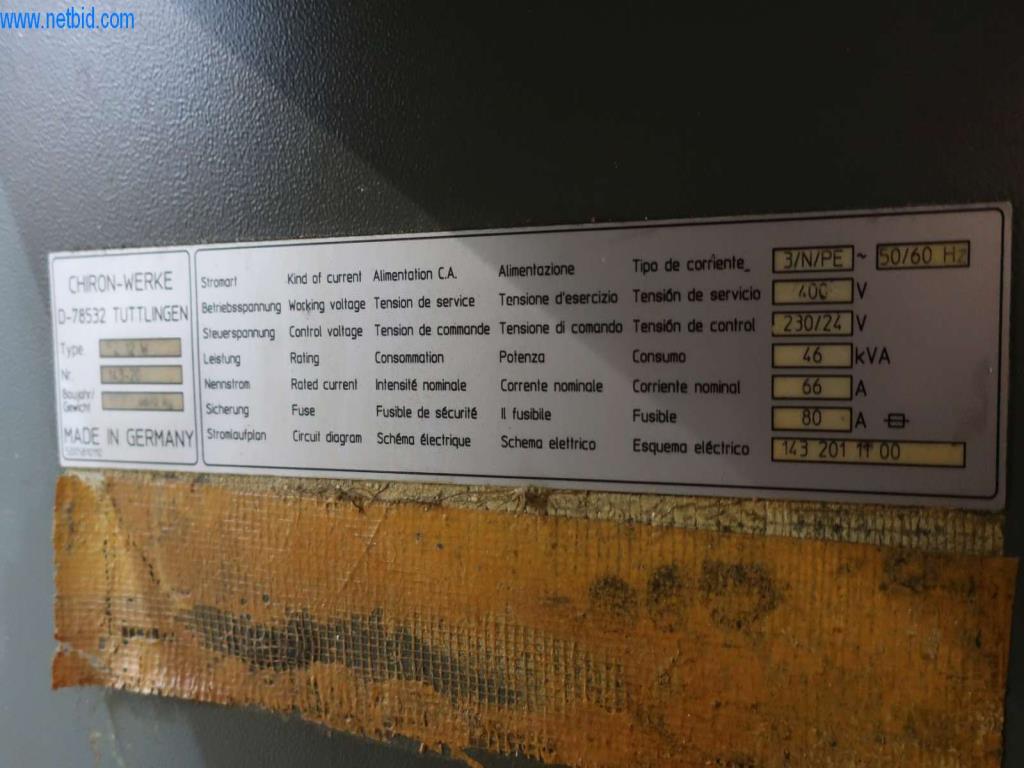 www.netbid.com
CHIRON-WERKE
D-78532 TUTTLINGEN
Type
Nr.
Baujahr/
Gewicht
MADE IN GERMANY
Stromart Kind of current Alimentation C.A. Alimentazione Tipo de corriente 3/N/PE ~ 50/60 Hz
Betriebsspannung Working voltage Tension de service Tensione d'esercizio Tensión de servicio 400 V
Steuerspannung Control voltage Tension de commande Tensione di comando Tensión de control 230/24 V
Leistung Rating Consommation Potenza Consumo 46 kVA
Nennstrom Rated current Intensité nominale Corrente nominale Corriente nominal 66 A
Sicherung Fuse Fusible de sécurité Il fusibile Fusible 80 A
Stromlaufplan Circuit diagram Schéma électrique Schema elettrico Esquema eléctrico 143 201 11 00